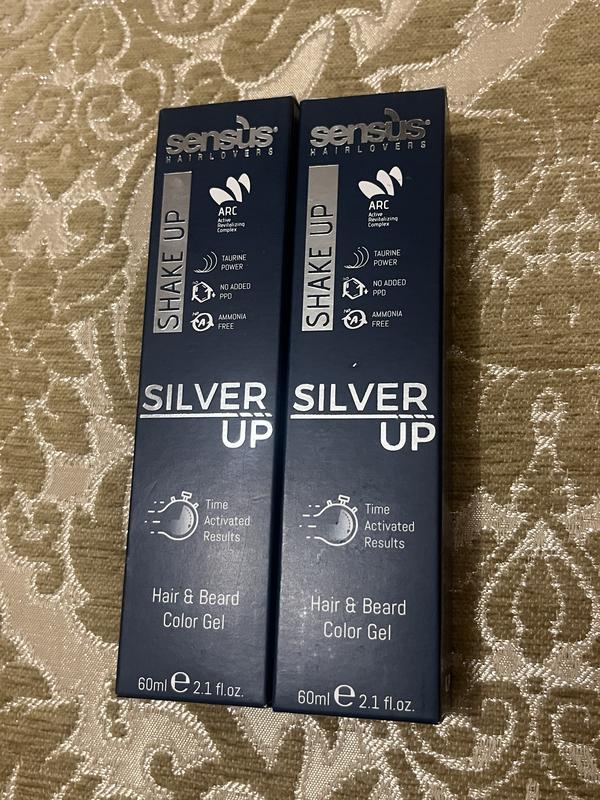 sensùs
HAIRLOVERS
ARC
Active
Revitalizing
Complex
SHAKE UP
TAURINE
POWER
NO ADDED
PPD
AMMONIA
FREE
SILVER
UP
Time
Activated
Results
Hair & Beard
Color Gel
60ml e 2.1 fl.oz.
sensùs
HAIRLOVERS
ARC
Active
Revitalizing
Complex
SHAKE UP
TAURINE
POWER
NO ADDED
PPD
AMMONIA
FREE
SILVER
UP
Time
Activated
Results
Hair & Beard
Color Gel
60ml e 2.1 fl.oz.